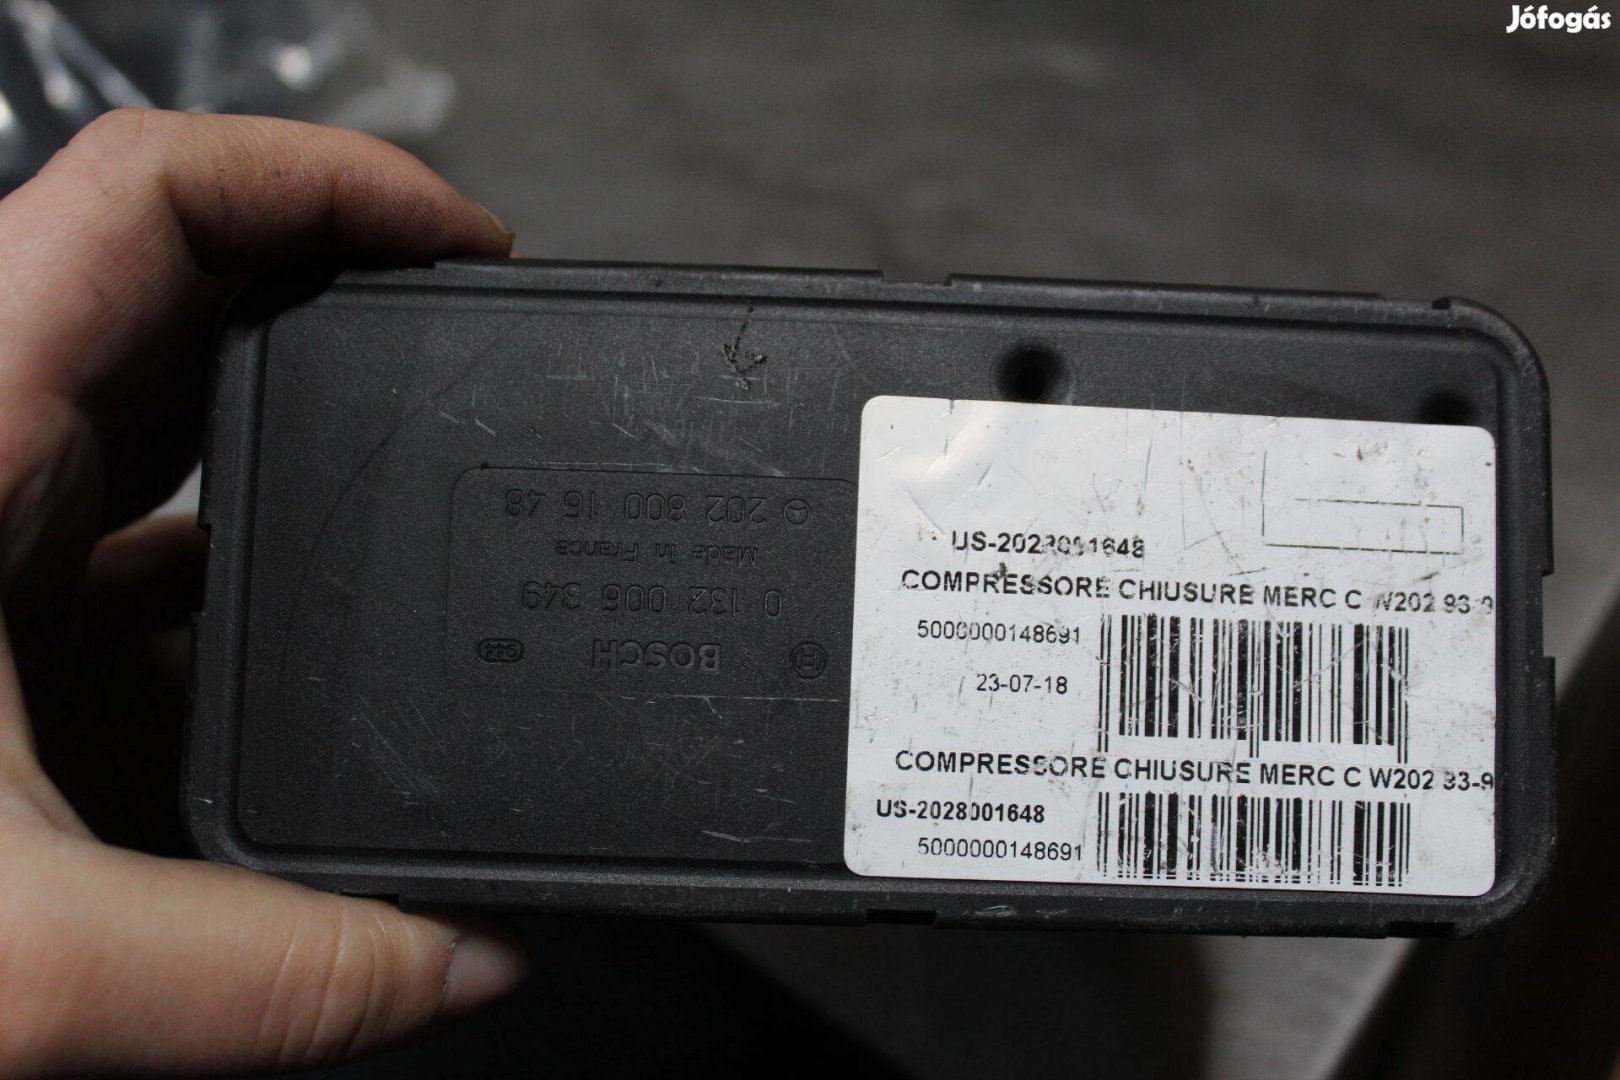 Jófogás
202 800 16 48
Made in France
0 132 006 349
BOSCH
944
US-2028001648
COMPRESSORE CHIUSURE MERC C W202 93-9
5000000148691
23-07-18
COMPRESSORE CHIUSURE MERC C W202 93-9
US-2028001648
5000000148691